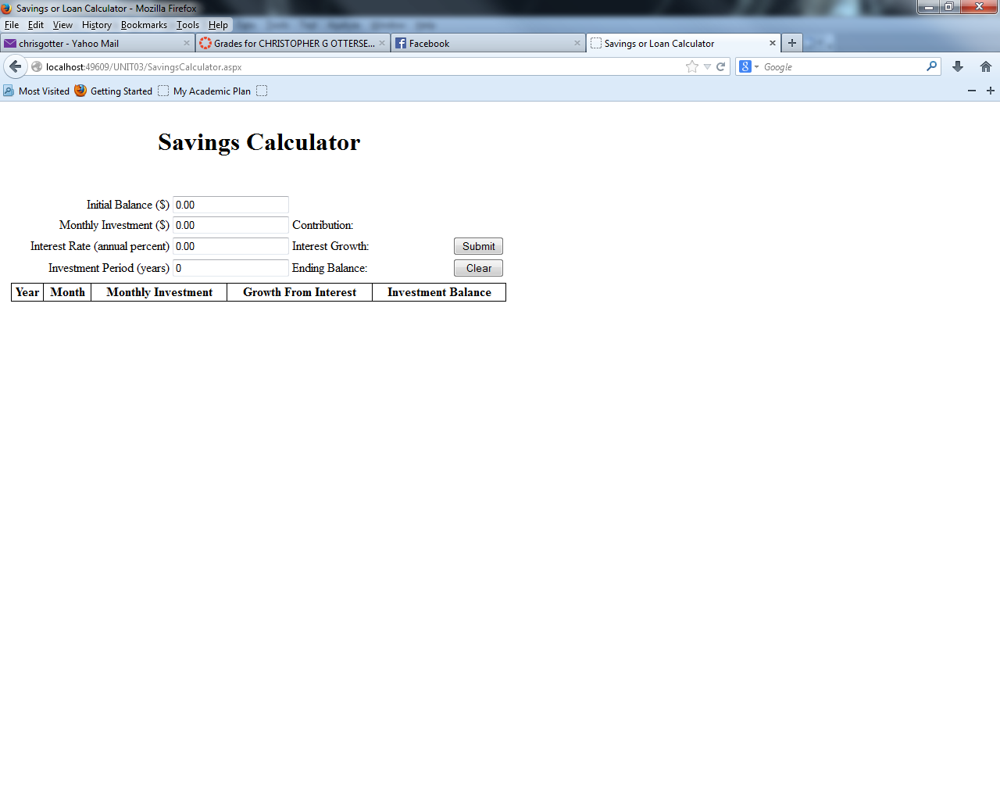 Savings or Loan Calculator - Mozilla Firefox
File Edit View History Bookmarks Tools Help
chrisgotter - Yahoo Mail Grades for CHRISTOPHER G OTTERSE... Facebook Savings or Loan Calculator
localhost:49609/UNIT03/SavingsCalculator.aspx Google
Most Visited Getting Started My Academic Plan
Savings Calculator
Initial Balance ($) 0.00
Monthly Investment ($) 0.00 Contribution:
Interest Rate (annual percent) 0.00 Interest Growth: Submit
Investment Period (years) 0 Ending Balance: Clear
Year Month Monthly Investment Growth From Interest Investment Balance